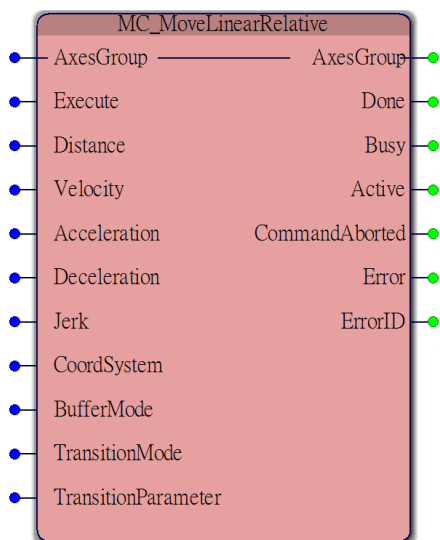 MC_MoveLinearRelative
AxesGroup AxesGroup
Execute Done
Distance Busy
Velocity Active
Acceleration CommandAborted
Deceleration Error
Jerk ErrorID
CoordSystem
BufferMode
TransitionMode
TransitionParameter